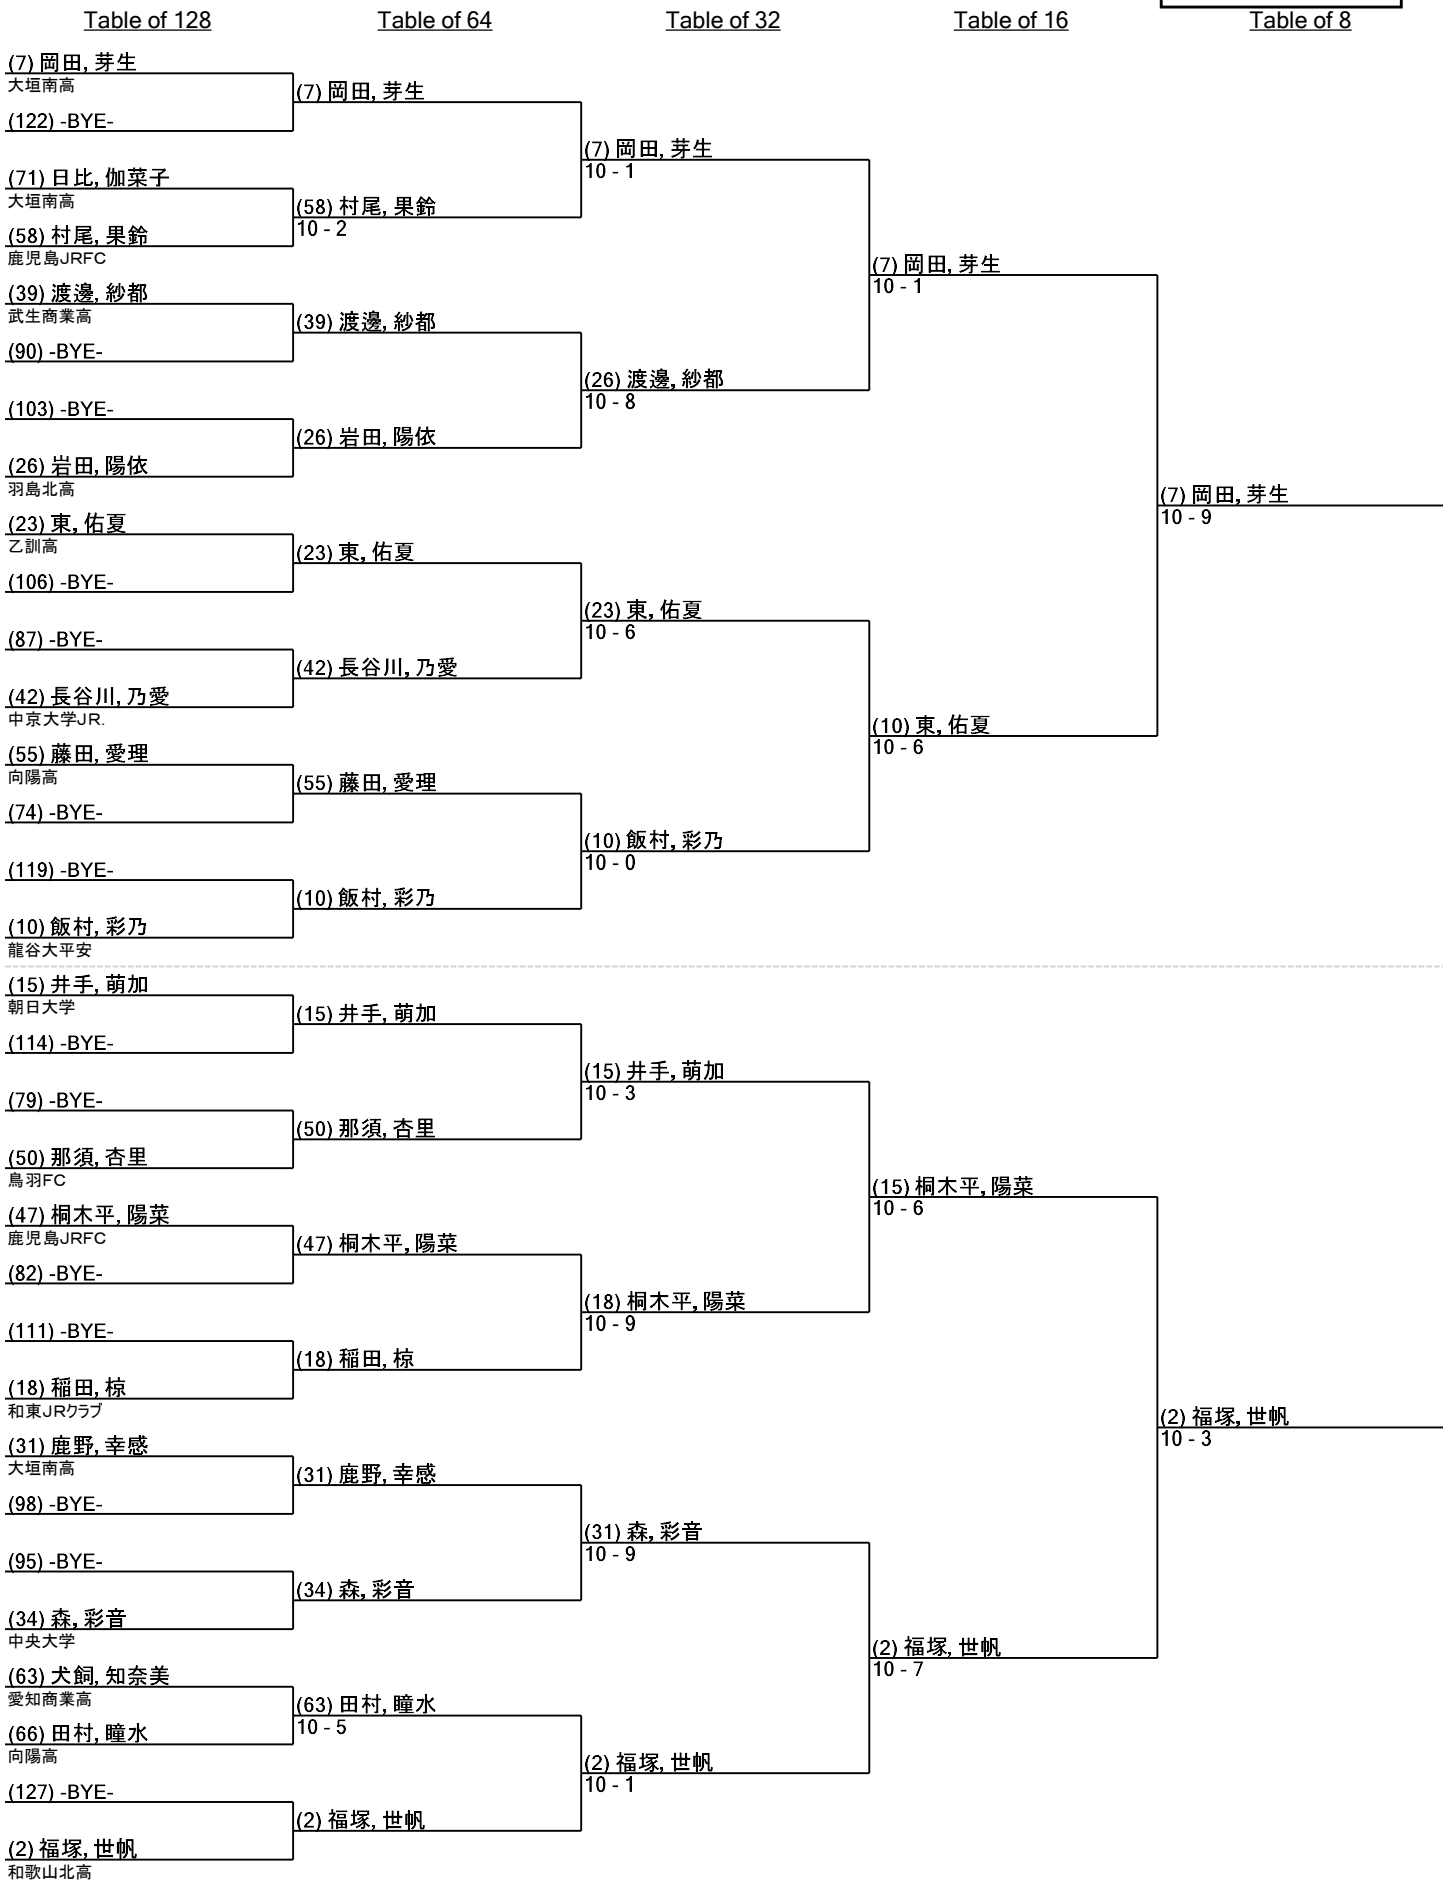 Table of 128
Table of 64
Table of 32
Table of 16
Table of 8
(7) 岡田, 芽生
大垣南高
(122) -BYE-
(71) 日比, 伽菜子
大垣南高
(58) 村尾, 果鈴
鹿児島JRFC
(39) 渡邊, 紗都
武生商業高
(90) -BYE-
(103) -BYE-
(26) 岩田, 陽依
羽島北高
(23) 東, 佑夏
乙訓高
(106) -BYE-
(87) -BYE-
(42) 長谷川, 乃愛
中京大学JR.
(55) 藤田, 愛理
向陽高
(74) -BYE-
(119) -BYE-
(10) 飯村, 彩乃
龍谷大平安
(15) 井手, 萌加
朝日大学
(114) -BYE-
(79) -BYE-
(50) 那須, 杏里
鳥羽FC
(47) 桐木平, 陽菜
鹿児島JRFC
(82) -BYE-
(111) -BYE-
(18) 稲田, 椋
和東JRクラブ
(31) 鹿野, 幸感
大垣南高
(98) -BYE-
(95) -BYE-
(34) 森, 彩音
中央大学
(63) 犬飼, 知奈美
愛知商業高
(66) 田村, 瞳水
向陽高
(127) -BYE-
(2) 福塚, 世帆
和歌山北高
(7) 岡田, 芽生
(58) 村尾, 果鈴
10 - 2
(39) 渡邊, 紗都
(26) 岩田, 陽依
(23) 東, 佑夏
(42) 長谷川, 乃愛
(55) 藤田, 愛理
(10) 飯村, 彩乃
(15) 井手, 萌加
(50) 那須, 杏里
(47) 桐木平, 陽菜
(18) 稲田, 椋
(31) 鹿野, 幸感
(34) 森, 彩音
(63) 田村, 瞳水
10 - 5
(2) 福塚, 世帆
(7) 岡田, 芽生
10 - 1
(26) 渡邊, 紗都
10 - 8
(23) 東, 佑夏
10 - 6
(10) 飯村, 彩乃
10 - 0
(15) 井手, 萌加
10 - 3
(18) 桐木平, 陽菜
10 - 9
(31) 森, 彩音
10 - 9
(2) 福塚, 世帆
10 - 1
(7) 岡田, 芽生
10 - 1
(10) 東, 佑夏
10 - 6
(15) 桐木平, 陽菜
10 - 6
(2) 福塚, 世帆
10 - 7
(7) 岡田, 芽生
10 - 9
(2) 福塚, 世帆
10 - 3